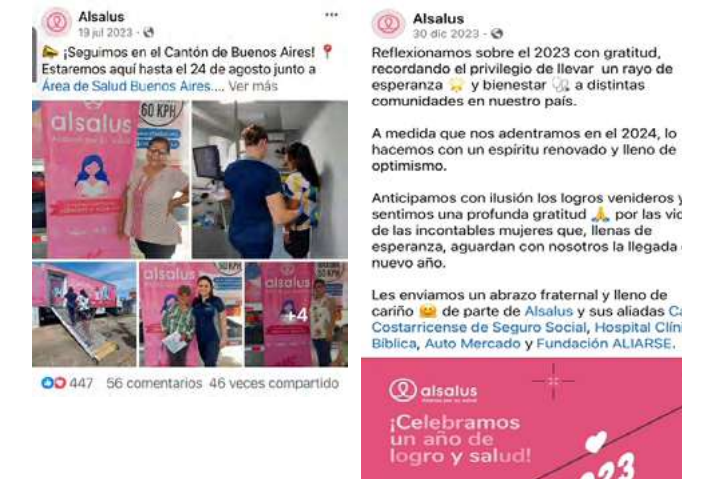 Alsalus
19 jul 2023
📣 ¡Seguimos en el Cantón de Buenos Aires! 📍
Estaremos aquí hasta el 24 de agosto junto a
Área de Salud Buenos Aires.... Ver más
60 KPH
alsalus
alsalus
alsalus
+4
447 56 comentarios 46 veces compartido
Alsalus
30 dic 2023
Reflexionamos sobre el 2023 con gratitud,
recordando el privilegio de llevar un rayo de
esperanza 🌟 y bienestar 🩺 a distintas
comunidades en nuestro país.
A medida que nos adentramos en el 2024, lo
hacemos con un espíritu renovado y lleno de
optimismo.
Anticipamos con ilusión los logros venideros y
sentimos una profunda gratitud 🙏 por las vid
de las incontables mujeres que, llenas de
esperanza, aguardan con nosotros la llegada
nuevo año.
Les enviamos un abrazo fraternal y lleno de
cariño 🤗 de parte de Alsalus y sus aliadas Ca
Costarricense de Seguro Social, Hospital Clíni
Bíblica, Auto Mercado y Fundación ALIARSE.
alsalus
¡Celebramos
un año de
logro y salud!
2023